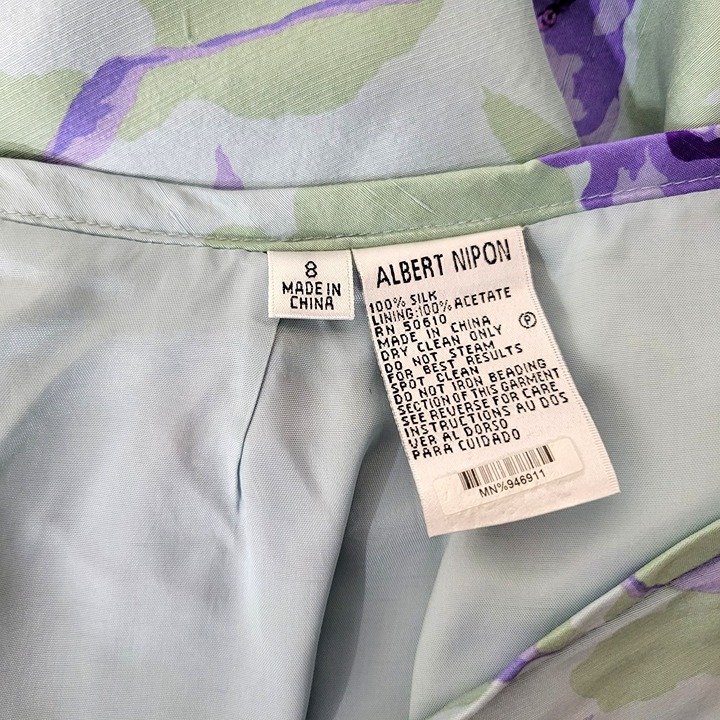 8
MADE IN
CHINA
ALBERT NIPON
100% SILK
LINING:100% ACETATE
RN 50610
MADE IN CHINA
DRY CLEAN ONLY
P
DO NOT STEAM
FOR BEST RESULTS
SPOT CLEAN
DO NOT IRON BEADING
SECTION OF THIS GARMENT
SEE REVERSE FOR CARE
INSTRUCTIONS AU DOS
VER AL DORSO
PARA CUIDADO
MN%946911